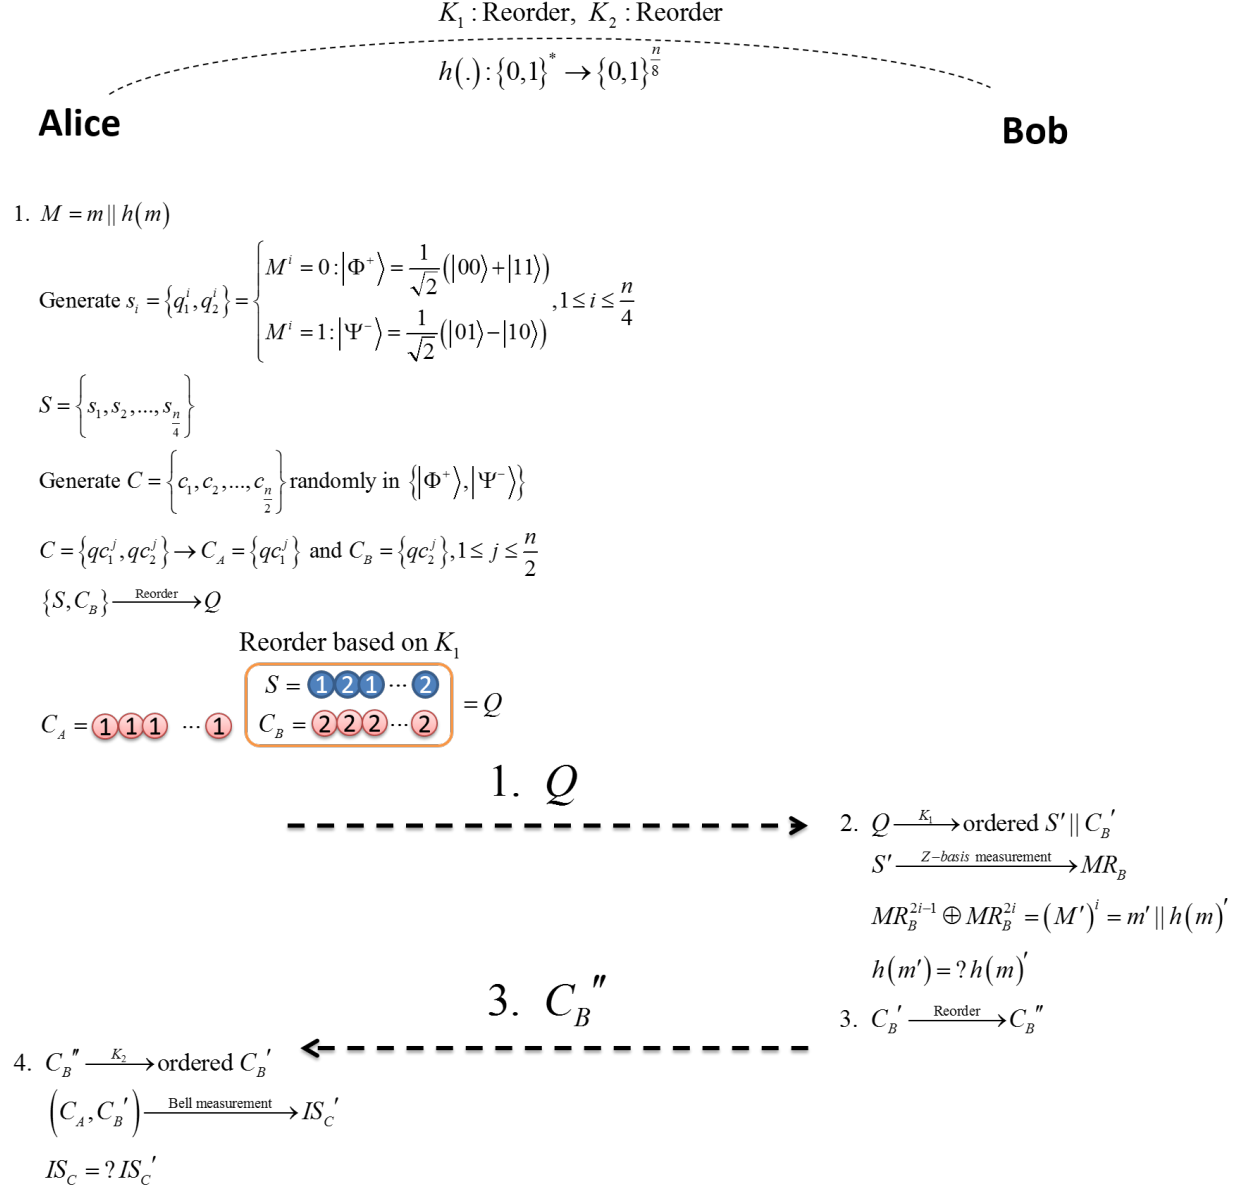 K₁ : Reorder, K₂ : Reorder
h(.) : {0,1}^* → {0,1}^(n/8)
Alice
Bob
1. M = m || h(m)
Generate s_i = {q_1^i, q_2^i} = { M^i = 0 : |Φ⁺⟩ = 1/√2 (|00⟩+|11⟩)
M^i = 1 : |Ψ⁻⟩ = 1/√2 (|01⟩−|10⟩) , 1 ≤ i ≤ n/4
S = {s_1, s_2, ..., s_(n/4)}
Generate C = {c_1, c_2, ..., c_(n/2)} randomly in {|Φ⁺⟩, |Ψ⁻⟩}
C = {qc_1^j, qc_2^j} → C_A = {qc_1^j} and C_B = {qc_2^j}, 1 ≤ j ≤ n/2
{S, C_B} —Reorder→ Q
Reorder based on K₁
S = 1 2 1 ... 2
C_A = 1 1 1 ... 1 C_B = 2 2 2 ... 2 = Q
1. Q
2. Q —K₁→ ordered S′ || C_B′
S′ —Z−basis measurement→ MR_B
MR_B^(2i−1) ⊕ MR_B^(2i) = (M′)^i = m′ || h(m)′
h(m′) = ? h(m)′
3. C_B″
3. C_B′ —Reorder→ C_B″
4. C_B″ —K₂→ ordered C_B′
(C_A, C_B′) —Bell measurement→ IS_C′
IS_C = ? IS_C′